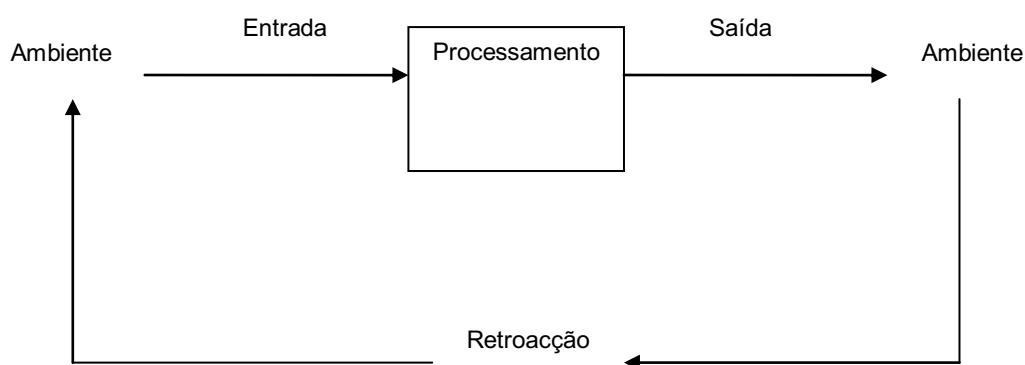 Entrada
Saída
Ambiente
Processamento
Ambiente
Retroacção